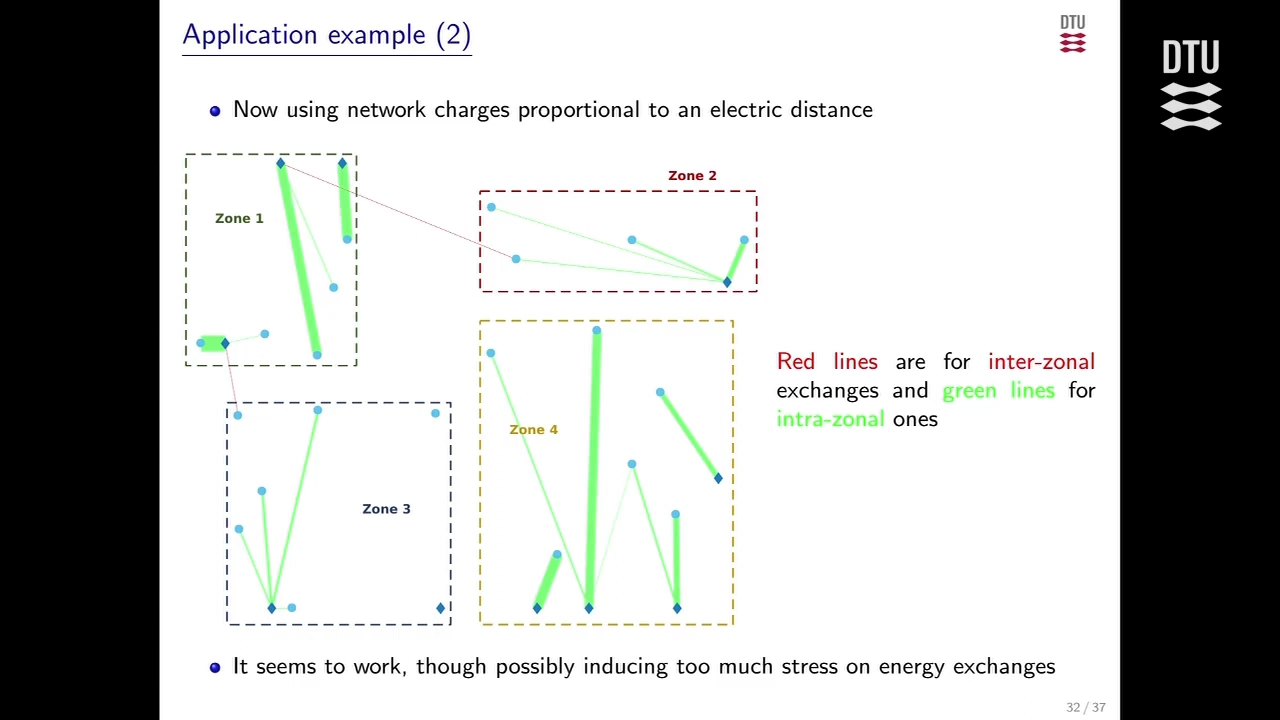 Application example (2)
DTU
DTU
Now using network charges proportional to an electric distance
Zone 1
Zone 2
Zone 4
Zone 3
Red lines are for inter-zonal
exchanges and green lines for
intra-zonal ones
It seems to work, though possibly inducing too much stress on energy exchanges
32 / 37